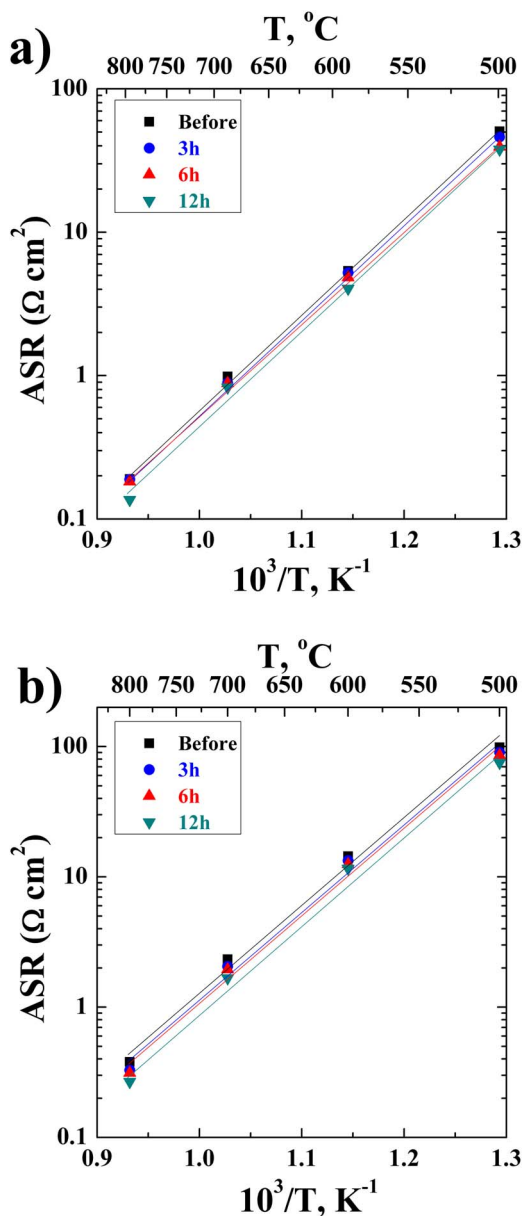 T, °C
a)
800 750 700 650 600 550 500
100
Before
3h
6h
12h
10
ASR (Ω cm²)
1
0.1
0.9 1.0 1.1 1.2 1.3
10³/T, K⁻¹
T, °C
b)
800 750 700 650 600 550 500
Before
100
3h
6h
12h
10
ASR (Ω cm²)
1
0.1
0.9 1.0 1.1 1.2 1.3
10³/T, K⁻¹